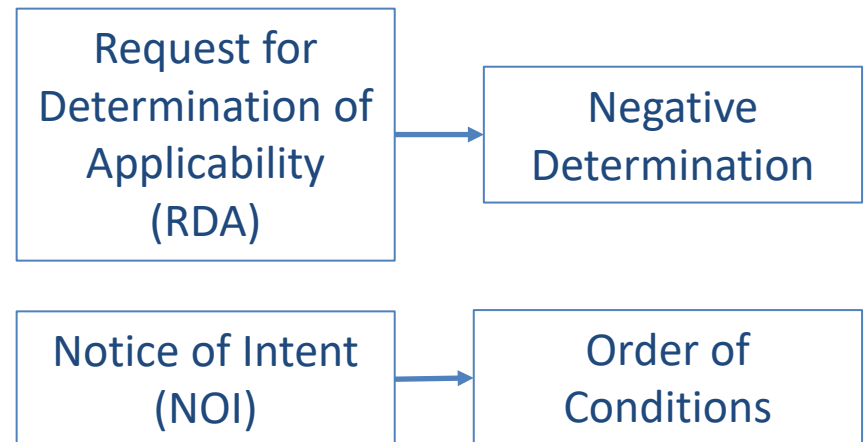 Request for
Determination of
Applicability
(RDA)
Negative
Determination
Notice of Intent
(NOI)
Order of
Conditions